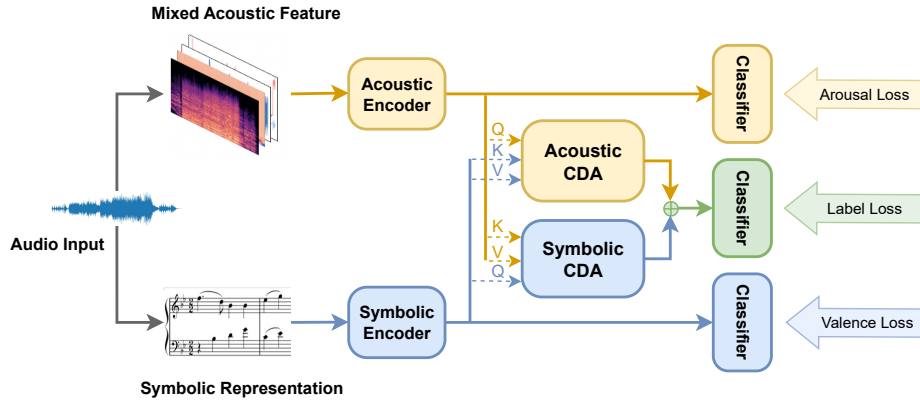 Mixed Acoustic Feature
Audio Input
Symbolic Representation
Acoustic
Encoder
Symbolic
Encoder
Q
K
V
Acoustic
CDA
K
V
Q
Symbolic
CDA
Classifier
Arousal Loss
Classifier
Label Loss
Classifier
Valence Loss